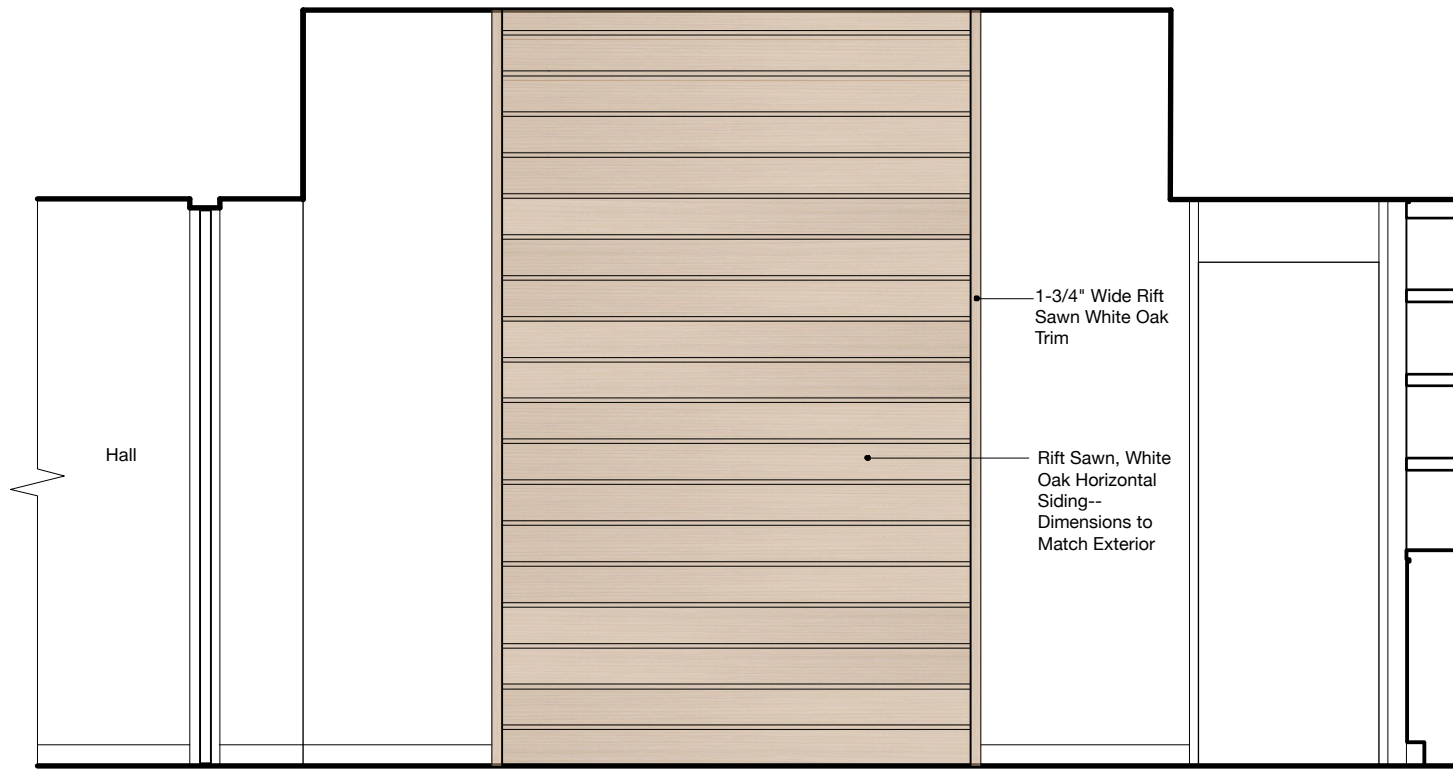 1-3/4" Wide Rift
Sawn White Oak
Trim
Hall
Rift Sawn, White
Oak Horizontal
Siding--
Dimensions to
Match Exterior